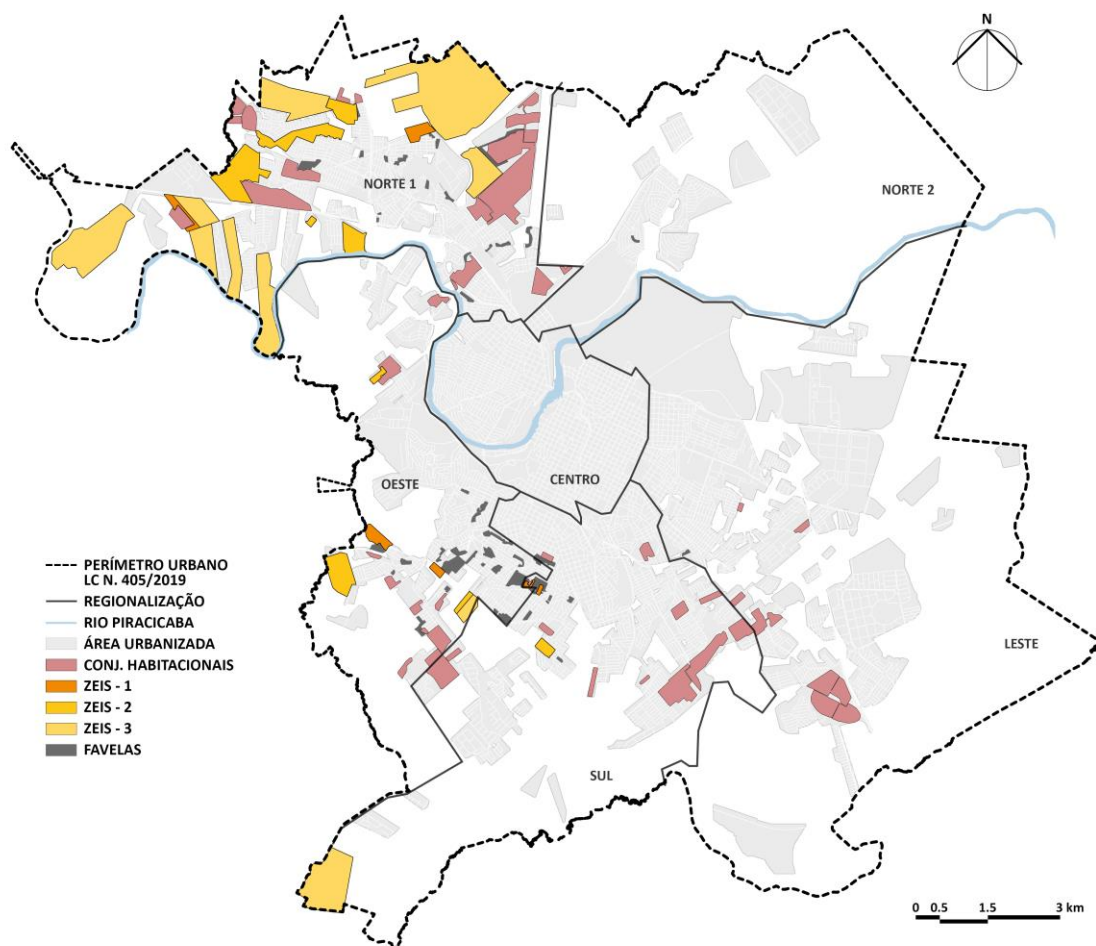 N
NORTE 1
NORTE 2
OESTE
CENTRO
LESTE
SUL
PERÍMETRO URBANO
LC N. 405/2019
REGIONALIZAÇÃO
RIO PIRACICABA
ÁREA URBANIZADA
CONJ. HABITACIONAIS
ZEIS - 1
ZEIS - 2
ZEIS - 3
FAVELAS
0 0.5 1.5 3 km